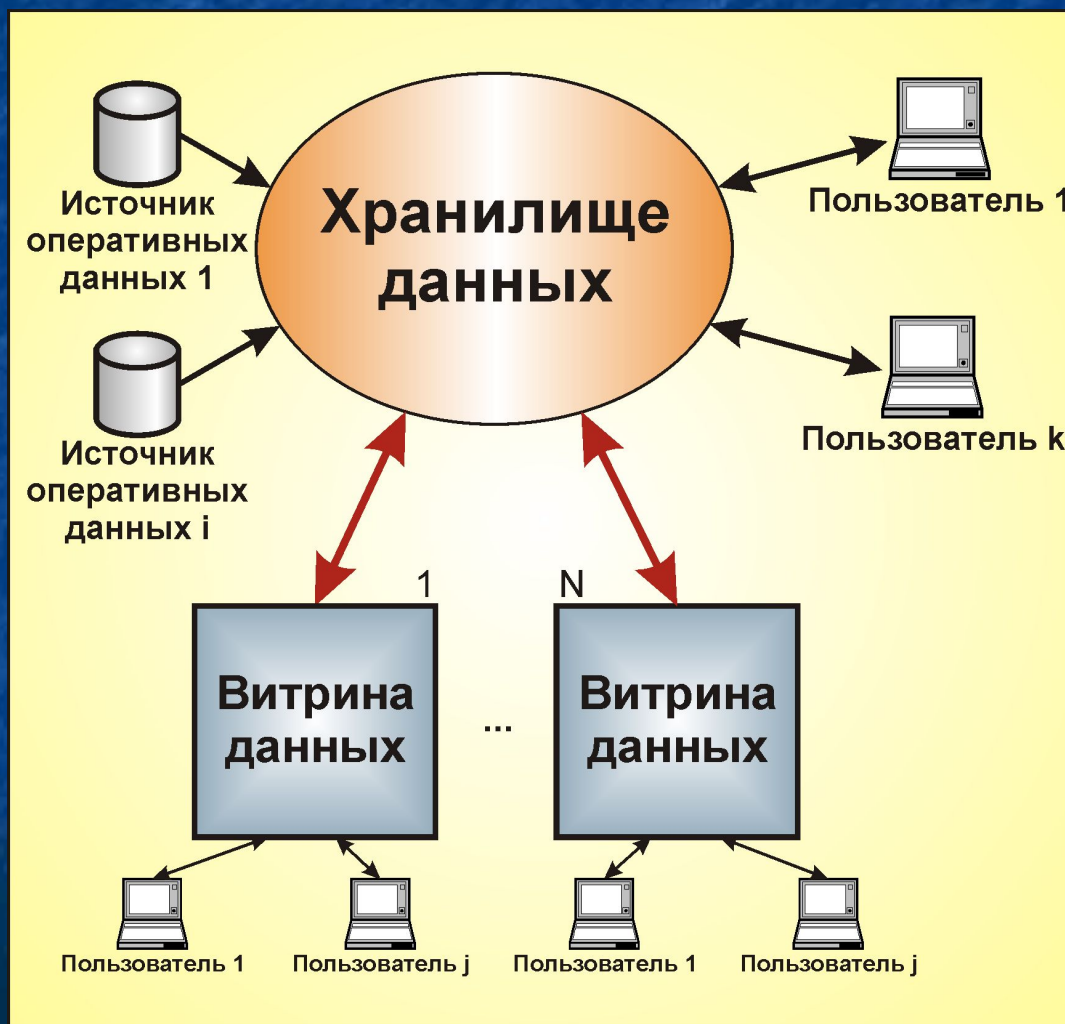 Источник
оперативных
данных 1
Хранилище
данных
Пользователь 1
Источник
оперативных
данных i
Пользователь k
1
N
Витрина
данных
...
Витрина
данных
Пользователь 1
Пользователь j
Пользователь 1
Пользователь j